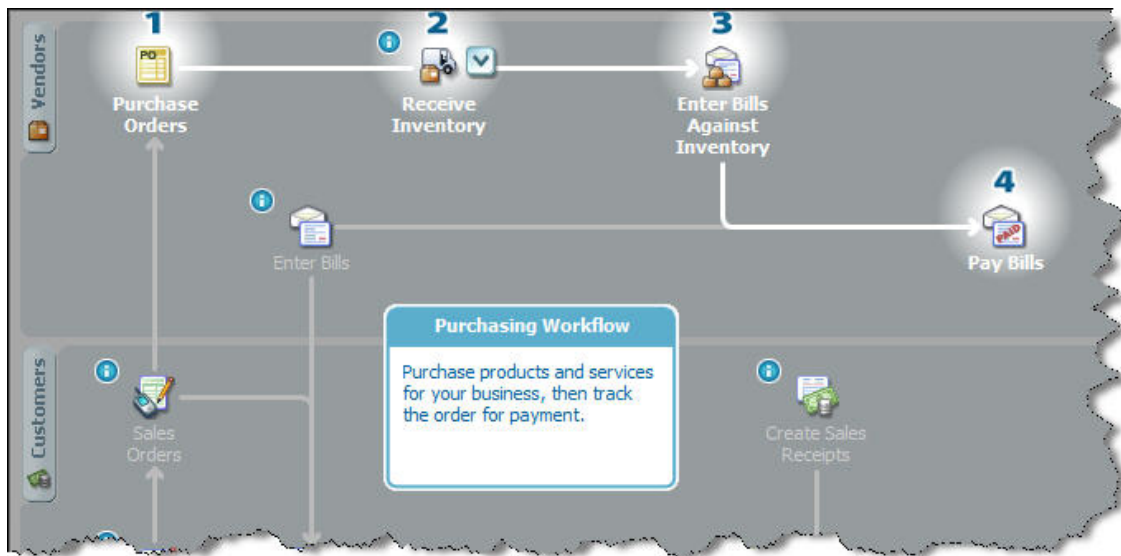 1
2
3
Vendors
PO
Purchase
Orders
Receive
Inventory
Enter Bills
Against
Inventory
4
PAID
Enter Bills
Pay Bills
Purchasing Workflow
Purchase products and services
for your business, then track
the order for payment.
Customers
Sales
Orders
Create Sales
Receipts